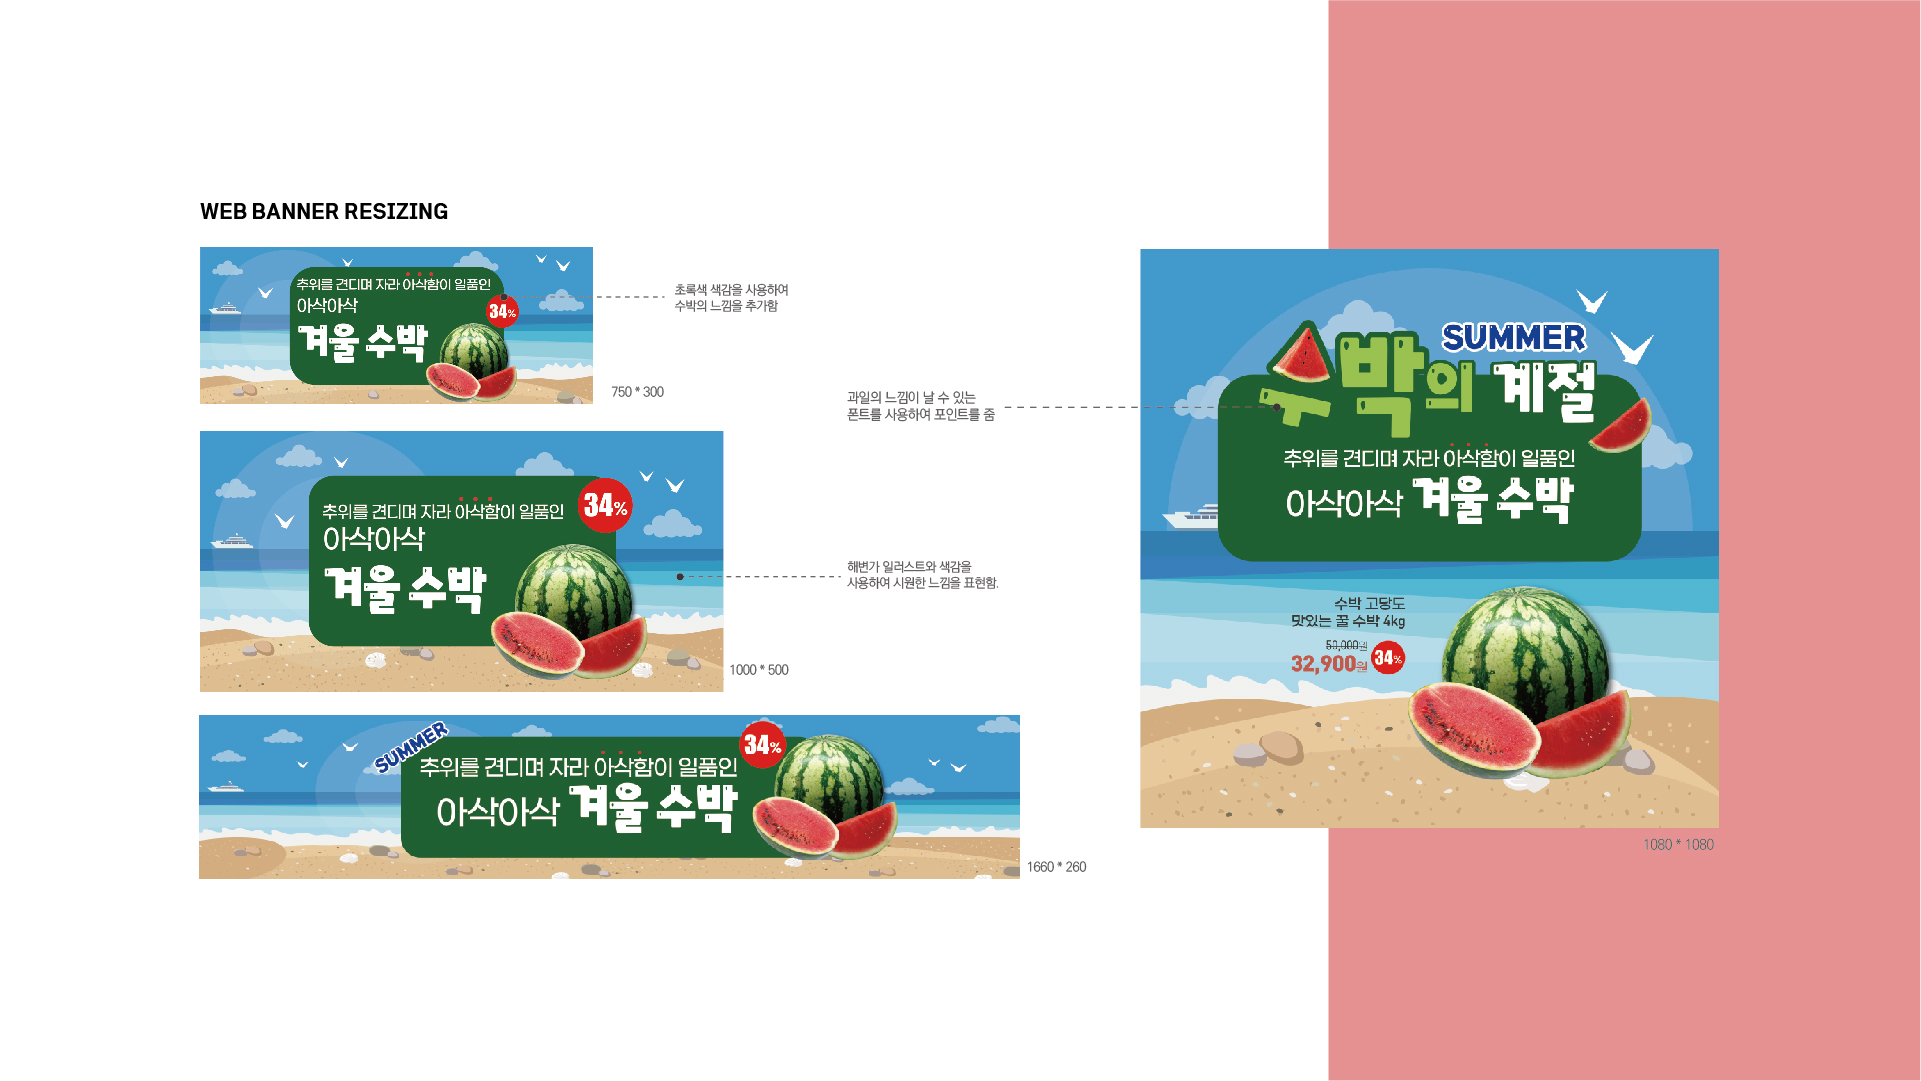 WEB BANNER RESIZING
추위를 견디며 자라 아삭함이 일품인
아삭아삭
34%
겨울 수박
초록색 색감을 사용하여
수박의 느낌을 추가함
750 * 300
추위를 견디며 자라 아삭함이 일품인
34%
아삭아삭
겨울 수박
해변가 일러스트와 색감을
사용하여 시원한 느낌을 표현함.
1000 * 500
SUMMER
34%
추위를 견디며 자라 아삭함이 일품인
아삭아삭 겨울 수박
1660 * 260
과일의 느낌이 날 수 있는
폰트를 사용하여 포인트를 줌
SUMMER
수박의 계절
추위를 견디며 자라 아삭함이 일품인
아삭아삭 겨울 수박
수박 고당도
맛있는 꿀 수박 4kg
50,000원
32,900원 34%
1080 * 1080